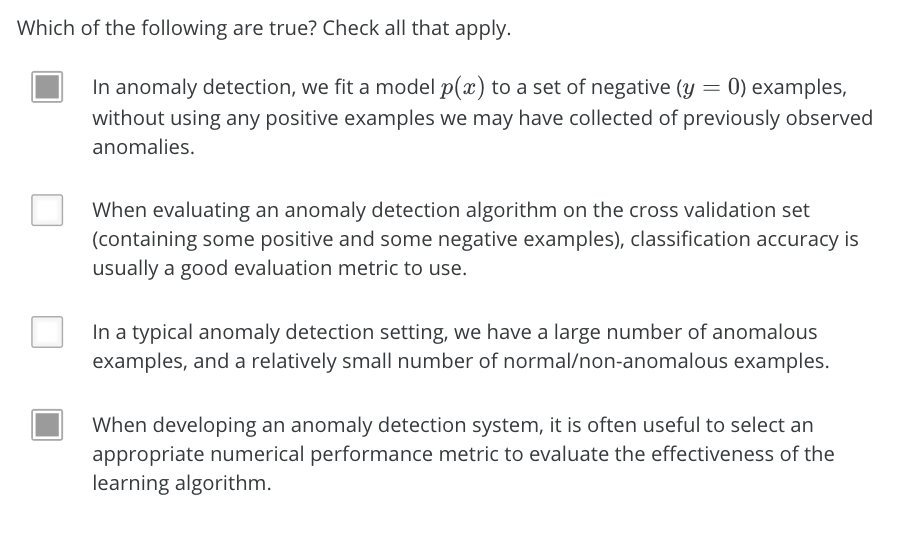 Which of the following are true? Check all that apply.
In anomaly detection, we fit a model p(x) to a set of negative (y = 0) examples,
without using any positive examples we may have collected of previously observed
anomalies.
When evaluating an anomaly detection algorithm on the cross validation set
(containing some positive and some negative examples), classification accuracy is
usually a good evaluation metric to use.
In a typical anomaly detection setting, we have a large number of anomalous
examples, and a relatively small number of normal/non-anomalous examples.
When developing an anomaly detection system, it is often useful to select an
appropriate numerical performance metric to evaluate the effectiveness of the
learning algorithm.